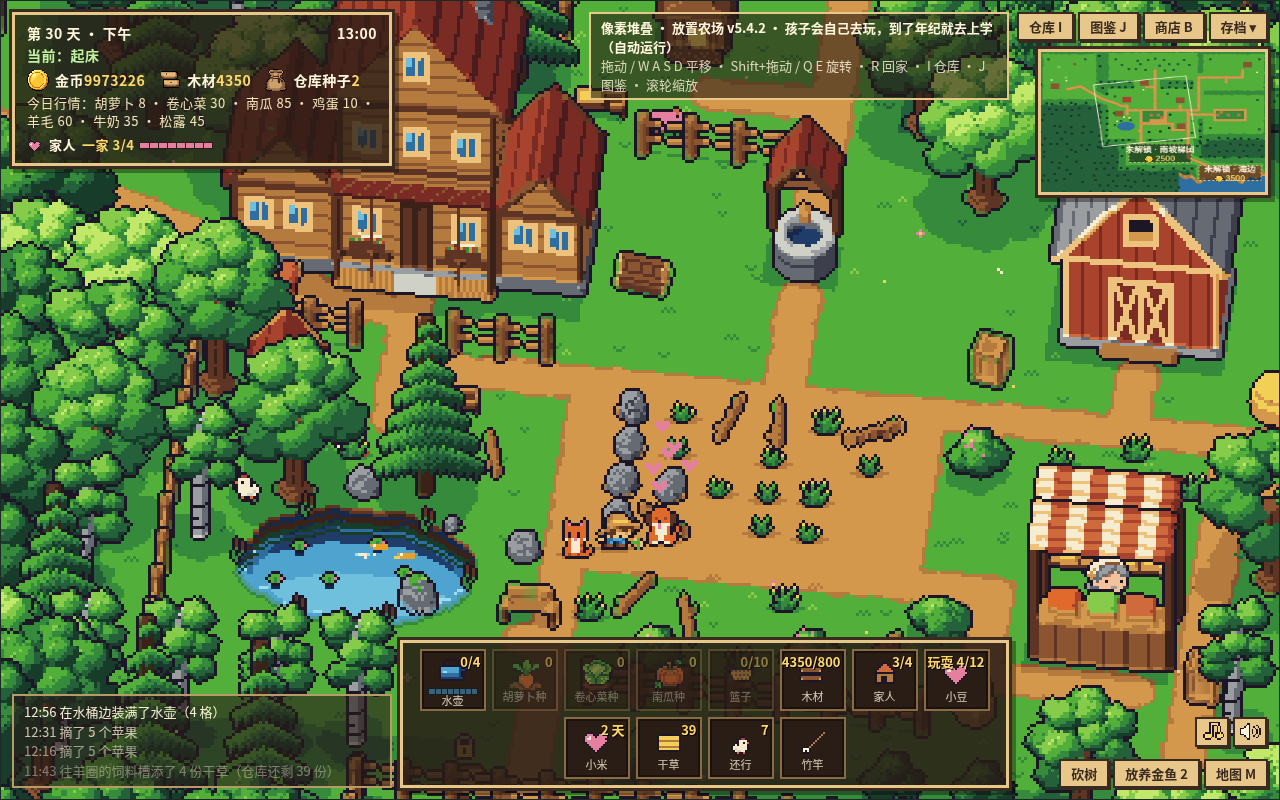 第 30 天 · 下午 13:00
当前：起床
金币9973226 木材4350 仓库种子2
今日行情：胡萝卜 8 · 卷心菜 30 · 南瓜 85 · 鸡蛋 10 ·
羊毛 60 · 牛奶 35 · 松露 45
家人 一家 3/4
像素堆叠 · 放置农场 v5.4.2 · 孩子会自己去玩，到了年纪就去上学
（自动运行）
拖动 / W A S D 平移 · Shift+拖动 / Q E 旋转 · R 回家 · I 仓库 · J
图鉴 · 滚轮缩放
仓库 I
图鉴 J
商店 B
存档 ▾
未解锁 · 南坡梯田
2500
未解锁 · 海边
3500
12:56 在水桶边装满了水壶（4 格）
12:31 摘了 5 个苹果
12:16 摘了 5 个苹果
11:43 往羊圈的饲料槽添了 4 份干草（仓库还剩 39 份）
0/4
水壶
0
胡萝卜种
0
卷心菜种
0
南瓜种
0/10
篮子
4350/800
木材
3/4
家人
玩耍 4/12
小豆
2 天
小米
39
干草
7
还行
竹竿
砍树
放养金鱼 2
地图 M